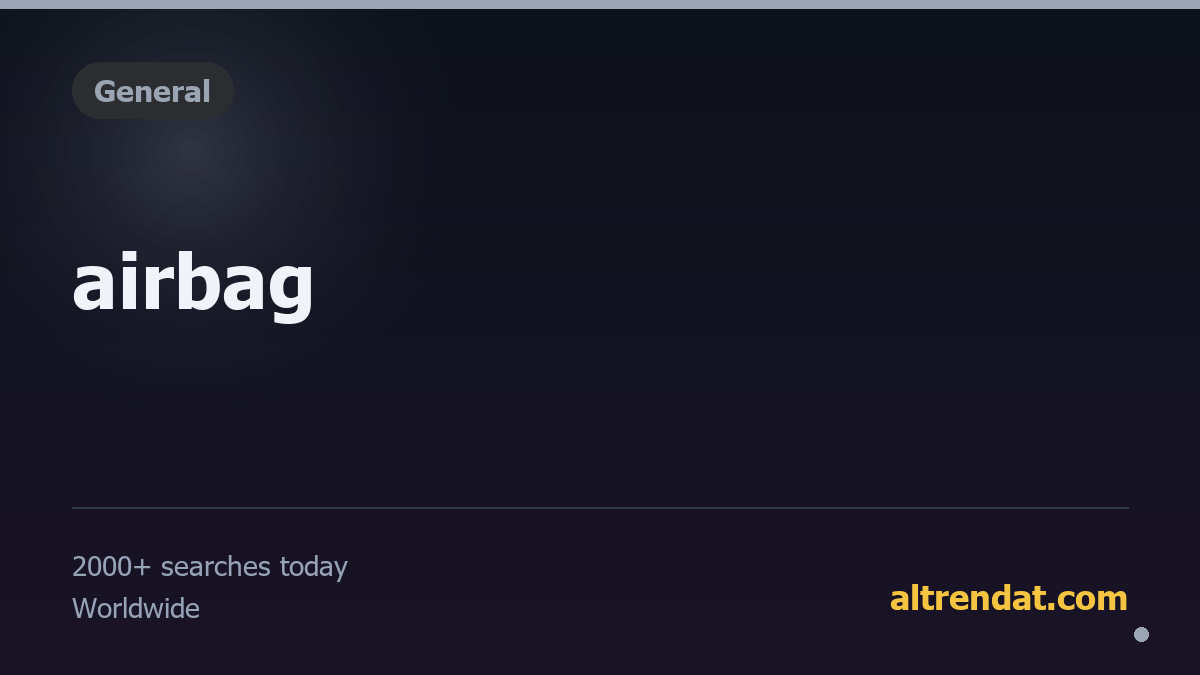 General
airbag
2000+ searches today
Worldwide
altrendat.com